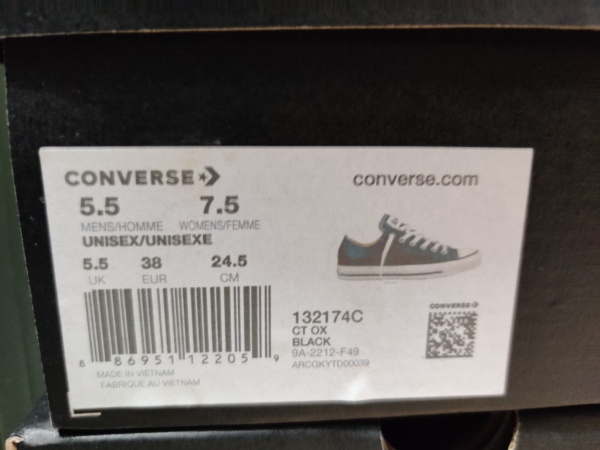 CONVERSE
converse.com
5.5 7.5
MENS/HOMME WOMENS/FEMME
UNISEX/UNISEXE
5.5 38 24.5
UK EUR CM
132174C
CT OX
BLACK
9A-2212-F49
ARCGKYTD00039
CONVERSE
8 86951 12205 9
MADE IN VIETNAM
FABRIQUE AU VIETNAM